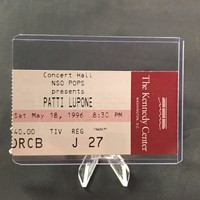 Concert Hall
NSO POPS
presents
PATTI LUPONE
Sat May 18, 1996 8:30 PM
40.00 TIV REG
ORCB J 27
The Kennedy Center
WASHINGTON, D.C.